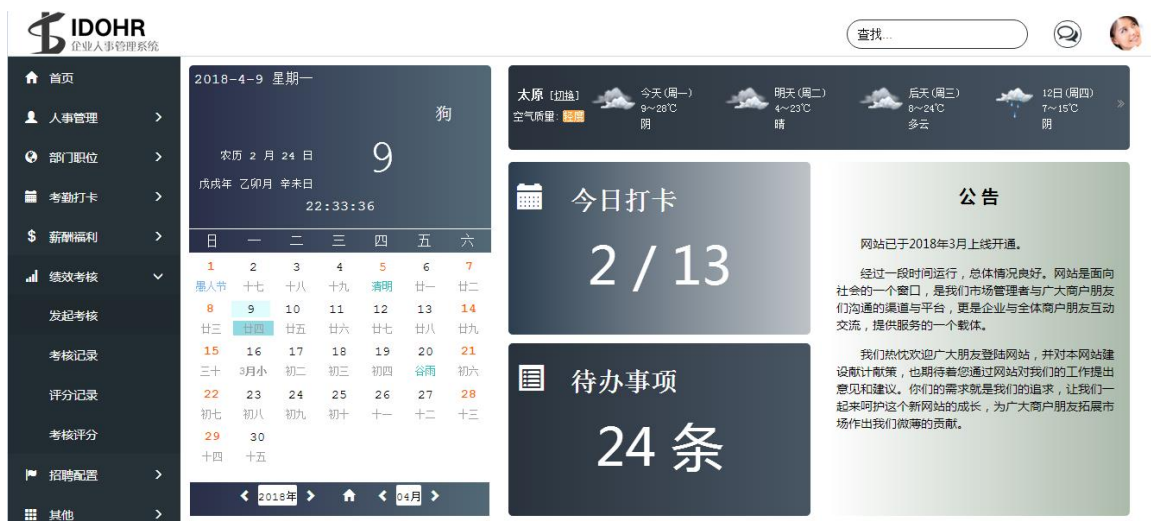 IDOHR
企业人事管理系统
查找...
首页
人事管理
部门职位
考勤打卡
薪酬福利
绩效考核
发起考核
考核记录
评分记录
考核评分
招聘配置
其他
2018-4-9 星期一
狗
农历 2 月 24 日
9
戊戌年 乙卯月 辛未日
22:33:36
日 一 二 三 四 五 六
1 2 3 4 5 6 7
愚人节 十七 十八 十九 清明 廿一 廿二
8 9 10 11 12 13 14
廿三 廿四 廿五 廿六 廿七 廿八 廿九
15 16 17 18 19 20 21
三十 3月小 初二 初三 初四 谷雨 初六
22 23 24 25 26 27 28
初七 初八 初九 初十 十一 十二 十三
29 30
十四 十五
2018年 04月
太原 [切换]
空气质量: 轻度
今天(周一)
9~28℃
阴
明天(周二)
4~23℃
晴
后天(周三)
8~24℃
多云
12日(周四)
7~15℃
阴
今日打卡
2 / 13
待办事项
24 条
公告
网站已于2018年3月上线开通。
经过一段时间运行，总体情况良好。网站是面向
社会的一个窗口，是我们市场管理者与广大商户朋友
们沟通的渠道与平台，更是企业与全体商户朋友互动
交流，提供服务的一个载体。
我们热忱欢迎广大朋友登陆网站，并对本网站建
设献计献策，也期待着您通过网站对我们的工作提出
意见和建议。你们的需求就是我们的追求，让我们一
起来呵护这个新网站的成长，为广大商户朋友拓展市
场作出我们微薄的贡献。